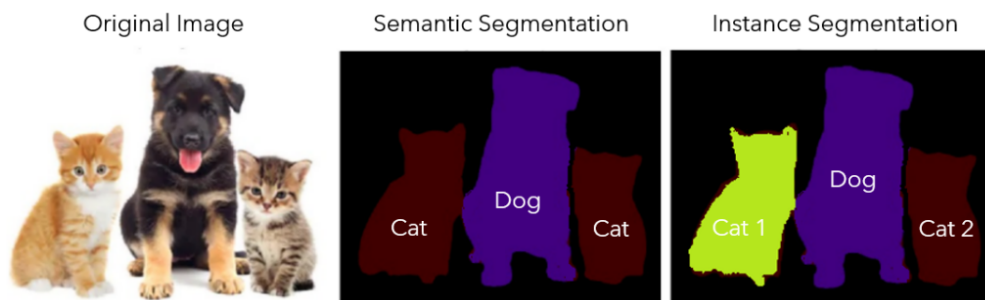 Original Image
Semantic Segmentation
Instance Segmentation
Cat
Dog
Cat
Cat 1
Dog
Cat 2